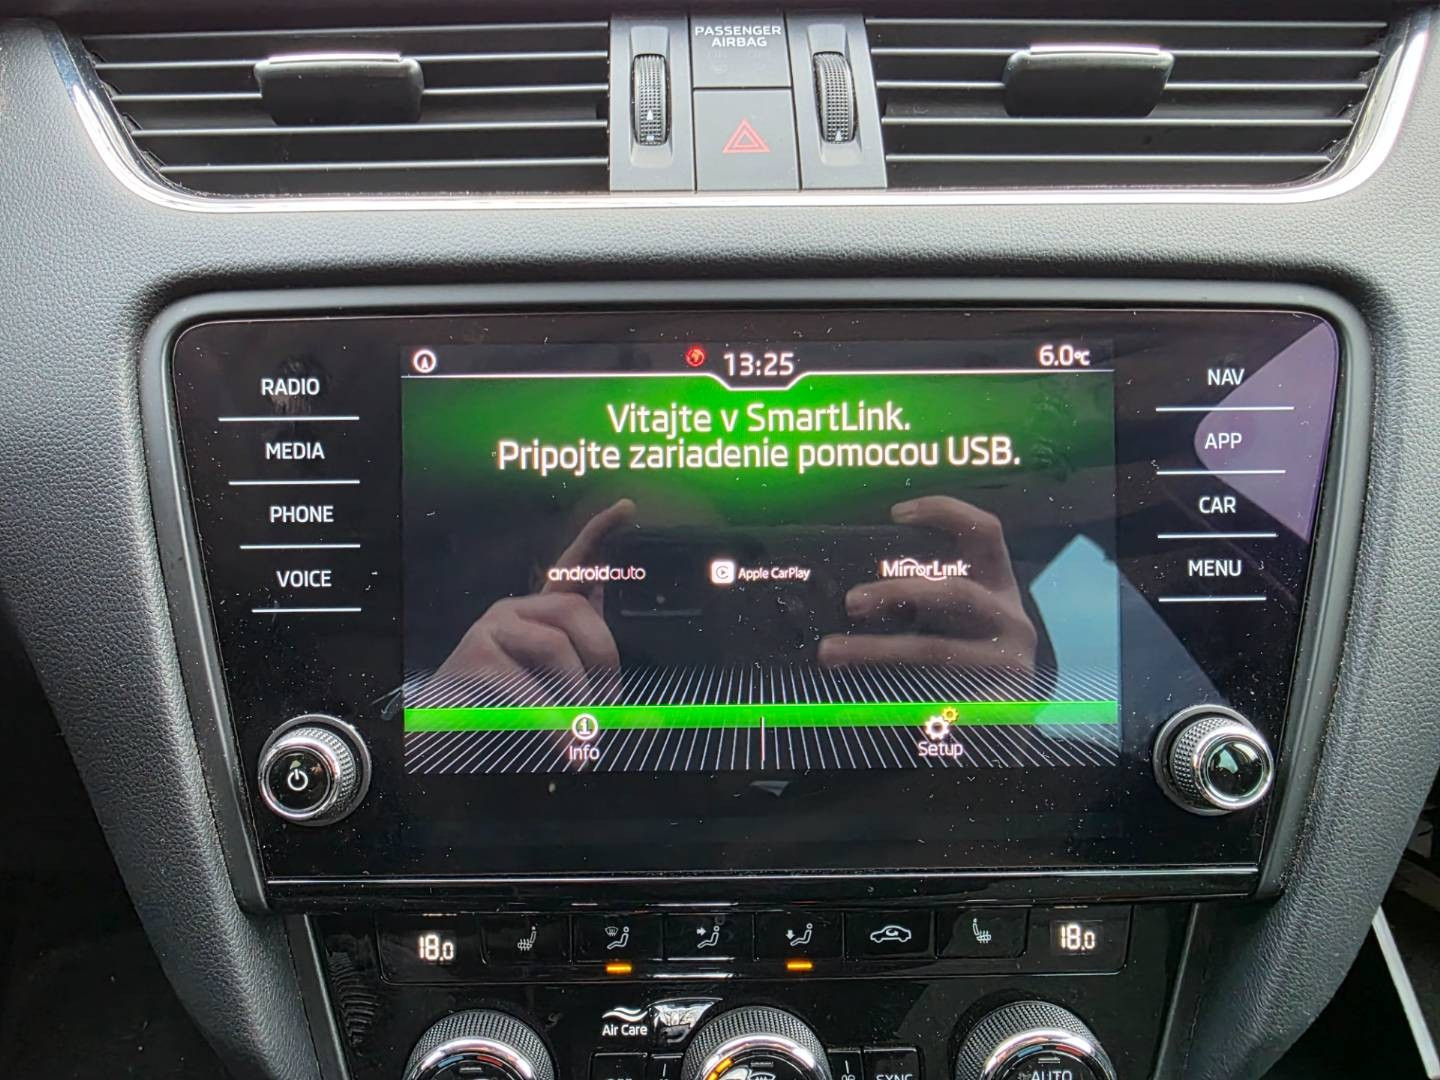 PASSENGER
AIRBAG
RADIO
MEDIA
PHONE
VOICE
13:25
6.0°C
Vitajte v SmartLink.
Pripojte zariadenie pomocou USB.
androidauto
Apple CarPlay
MirrorLink
Info
Setup
NAV
APP
CAR
MENU
18.0
18.0
Air Care
SYNC
AUTO